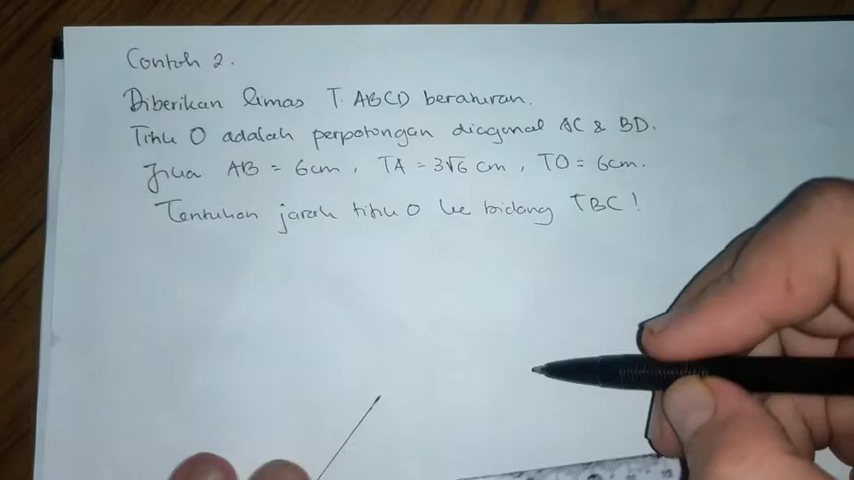 Contoh 2.
Diberikan limas T. ABCD beraturan.
Titik O adalah perpotongan diagonal AC & BD.
Jika AB = 6cm, TA = 3√6 cm, TO = 6cm.
Tentukan jarak titik O ke bidang TBC!